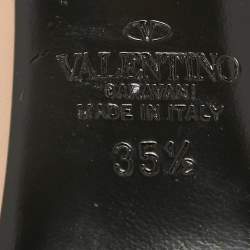 V
VALENTINO
GARAVANI
MADE IN ITALY
35½